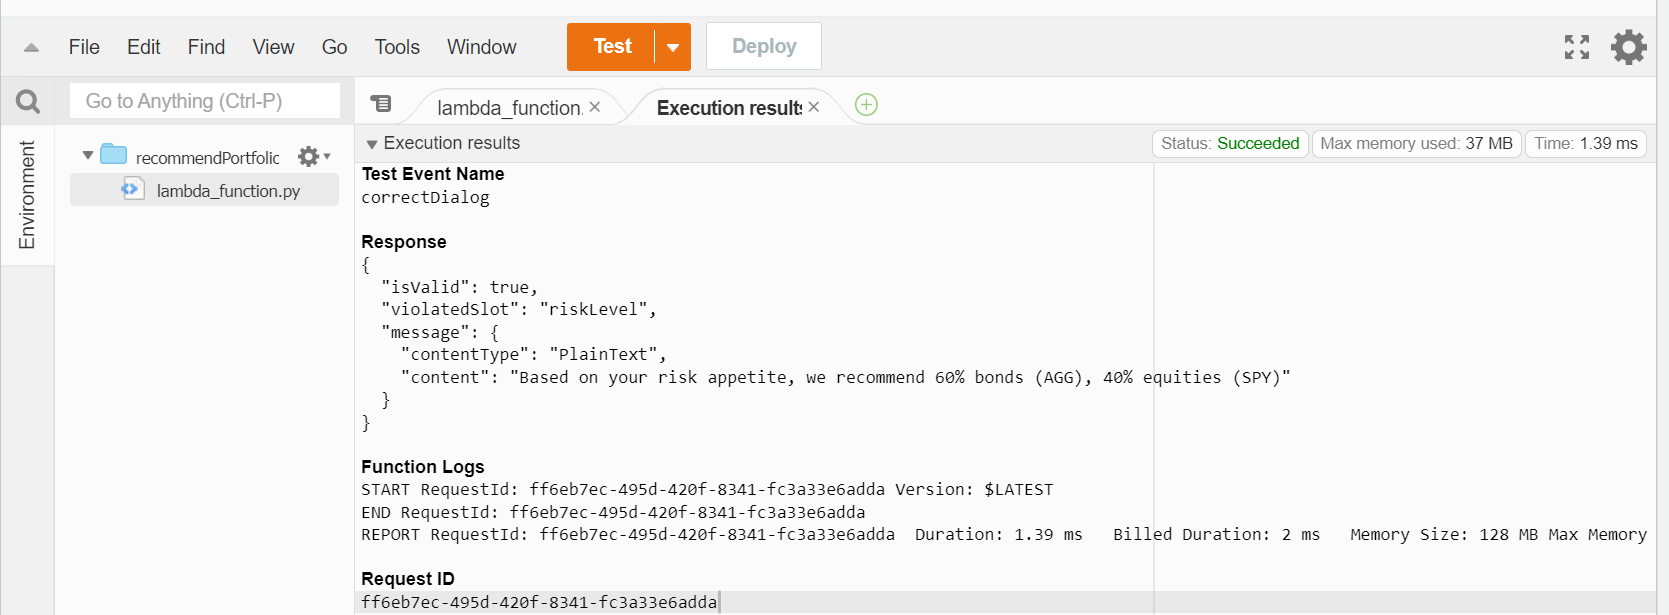 File Edit Find View Go Tools Window Test Deploy
Go to Anything (Ctrl-P)
lambda_function. Execution results
Environment
recommendPortfolic
lambda_function.py
Execution results Status: Succeeded Max memory used: 37 MB Time: 1.39 ms
Test Event Name
correctDialog
Response
{
"isValid": true,
"violatedSlot": "riskLevel",
"message": {
"contentType": "PlainText",
"content": "Based on your risk appetite, we recommend 60% bonds (AGG), 40% equities (SPY)"
}
}
Function Logs
START RequestId: ff6eb7ec-495d-420f-8341-fc3a33e6adda Version: $LATEST
END RequestId: ff6eb7ec-495d-420f-8341-fc3a33e6adda
REPORT RequestId: ff6eb7ec-495d-420f-8341-fc3a33e6adda Duration: 1.39 ms Billed Duration: 2 ms Memory Size: 128 MB Max Memory
Request ID
ff6eb7ec-495d-420f-8341-fc3a33e6adda